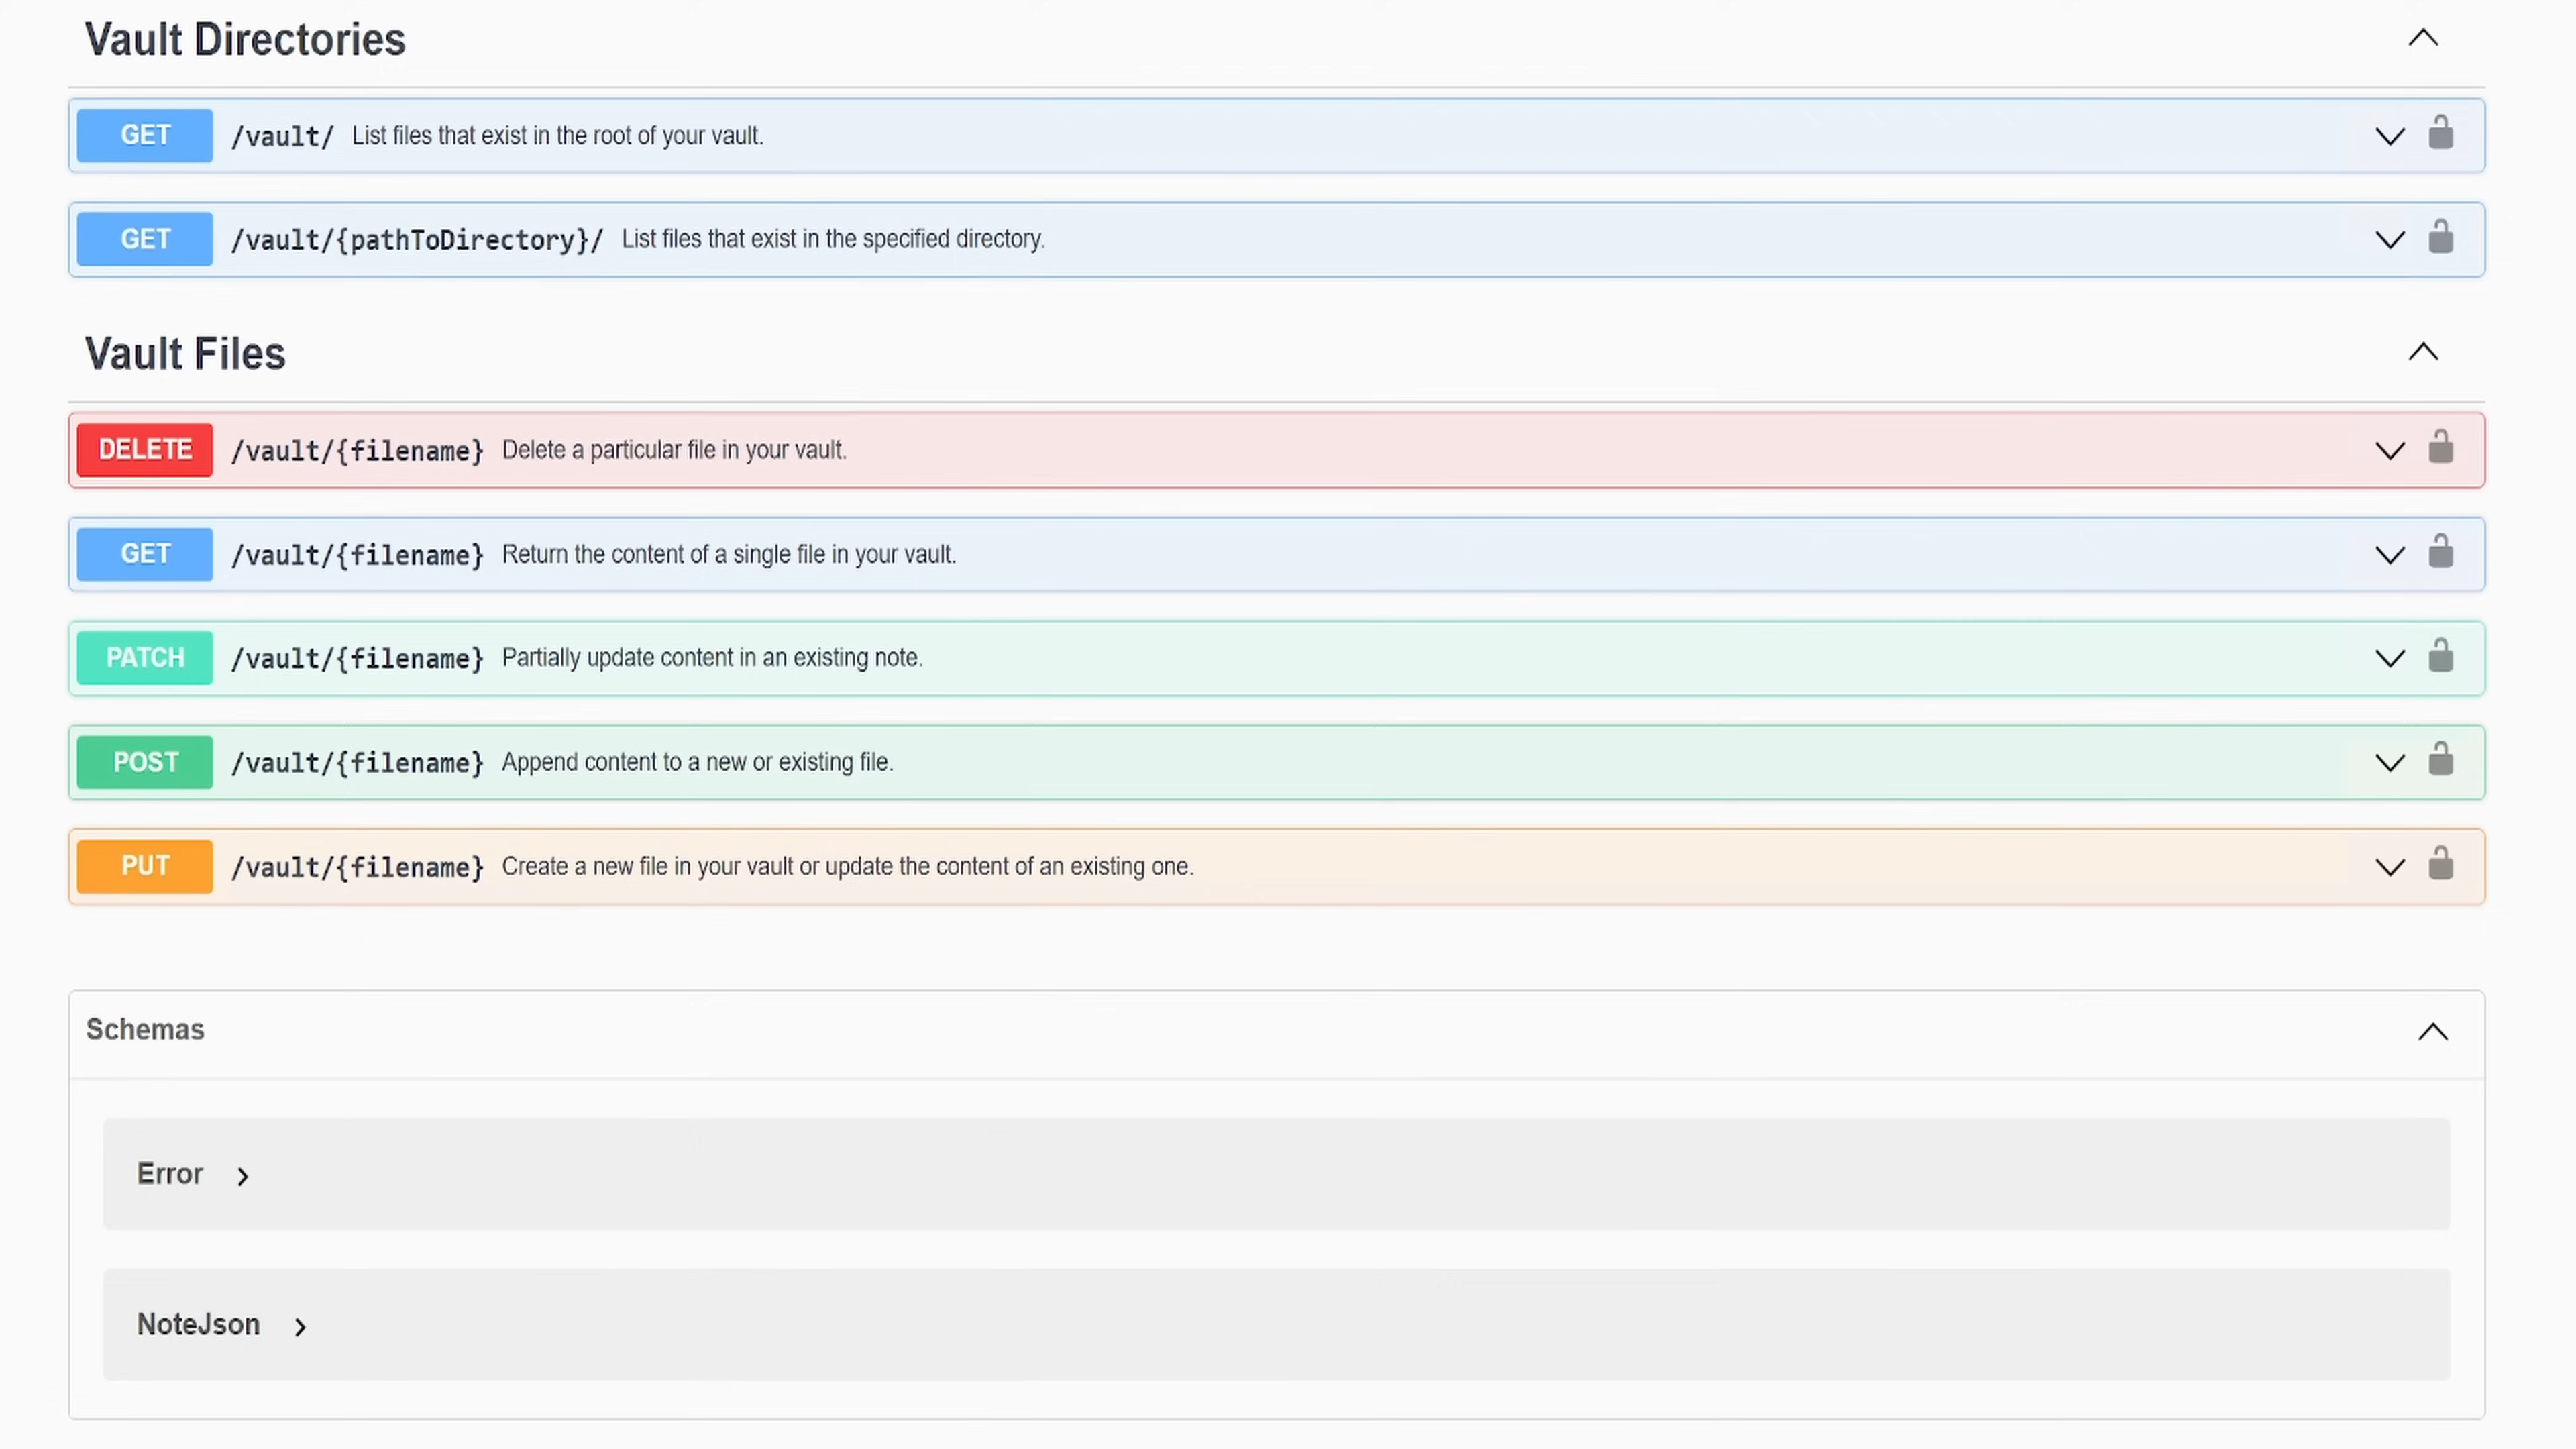 Vault Directories
GET /vault/ List files that exist in the root of your vault.
GET /vault/{pathToDirectory}/ List files that exist in the specified directory.
Vault Files
DELETE /vault/{filename} Delete a particular file in your vault.
GET /vault/{filename} Return the content of a single file in your vault.
PATCH /vault/{filename} Partially update content in an existing note.
POST /vault/{filename} Append content to a new or existing file.
PUT /vault/{filename} Create a new file in your vault or update the content of an existing one.
Schemas
Error
NoteJson